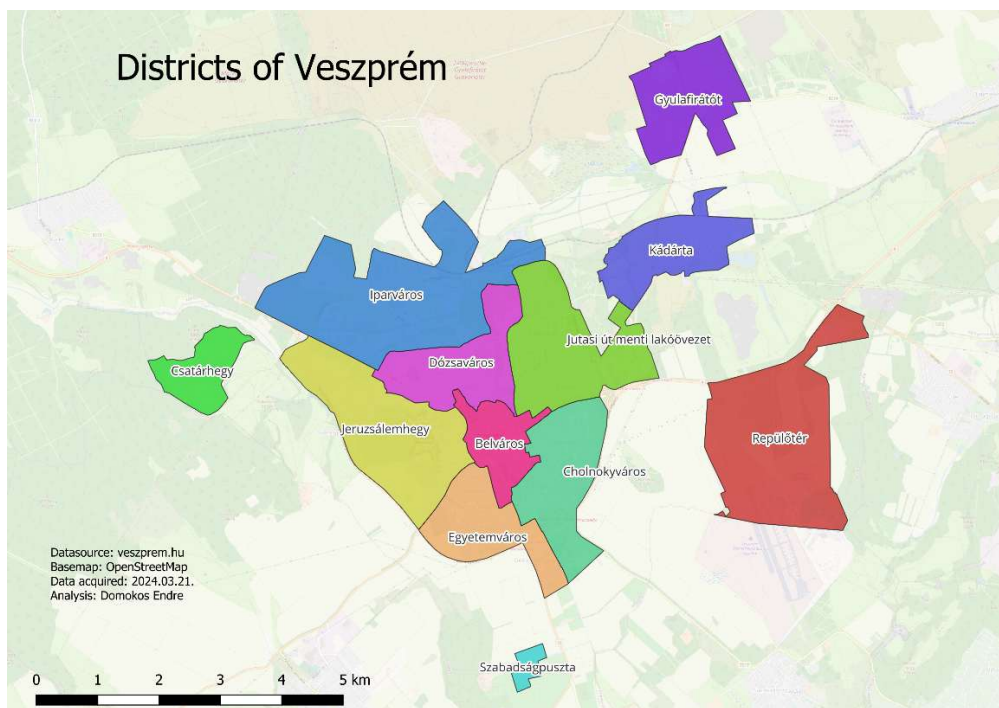 Districts of Veszprém
Gyulafirátót
Kádárta
Iparváros
Jutasi út menti lakóövezet
Dózsaváros
Csatárhegy
Jeruzsálemhegy
Belváros
Repülőtér
Cholnokyváros
Egyetemváros
Datasource: veszprem.hu
Basemap: OpenStreetMap
Data acquired: 2024.03.21.
Analysis: Domokos Endre
Szabadságpuszta
0 1 2 3 4 5 km